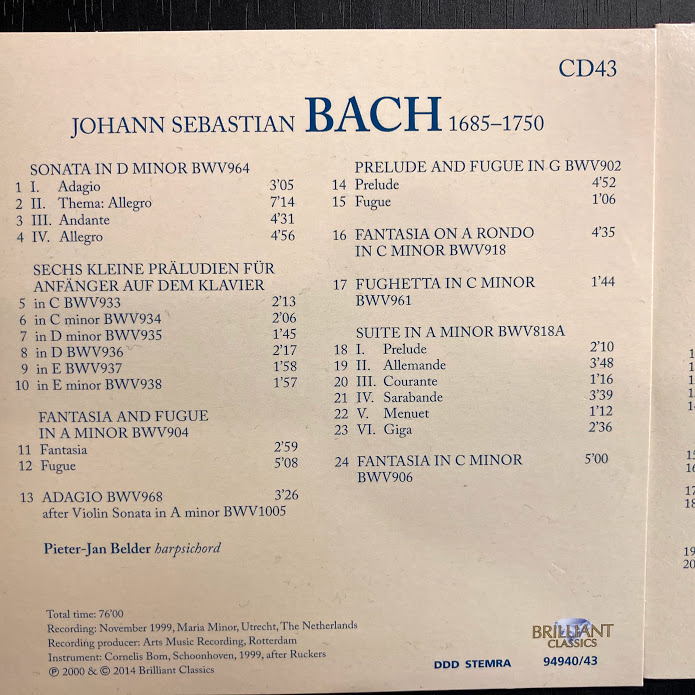 CD43
JOHANN SEBASTIAN BACH 1685–1750
SONATA IN D MINOR BWV964
1 I. Adagio 3’05
2 II. Thema: Allegro 7’14
3 III. Andante 4’31
4 IV. Allegro 4’56
SECHS KLEINE PRÄLUDIEN FÜR
ANFÄNGER AUF DEM KLAVIER
5 in C BWV933 2’13
6 in C minor BWV934 2’06
7 in D minor BWV935 1’45
8 in D BWV936 2’17
9 in E BWV937 1’58
10 in E minor BWV938 1’57
FANTASIA AND FUGUE
IN A MINOR BWV904
11 Fantasia 2’59
12 Fugue 5’08
13 ADAGIO BWV968 3’26
after Violin Sonata in A minor BWV1005
Pieter-Jan Belder harpsichord
PRELUDE AND FUGUE IN G BWV902
14 Prelude 4’52
15 Fugue 1’06
16 FANTASIA ON A RONDO 4’35
IN C MINOR BWV918
17 FUGHETTA IN C MINOR 1’44
BWV961
SUITE IN A MINOR BWV818A
18 I. Prelude 2’10
19 II. Allemande 3’48
20 III. Courante 1’16
21 IV. Sarabande 3’39
22 V. Menuet 1’12
23 VI. Giga 2’36
24 FANTASIA IN C MINOR 5’00
BWV906
Total time: 76’00
Recording: November 1999, Maria Minor, Utrecht, The Netherlands
Recording producer: Arts Music Recording, Rotterdam
Instrument: Cornelis Bom, Schoonhoven, 1999, after Ruckers
℗ 2000 & © 2014 Brilliant Classics
DDD STEMRA
BRILLIANT
CLASSICS
94940/43
15
16
17
18
19
20